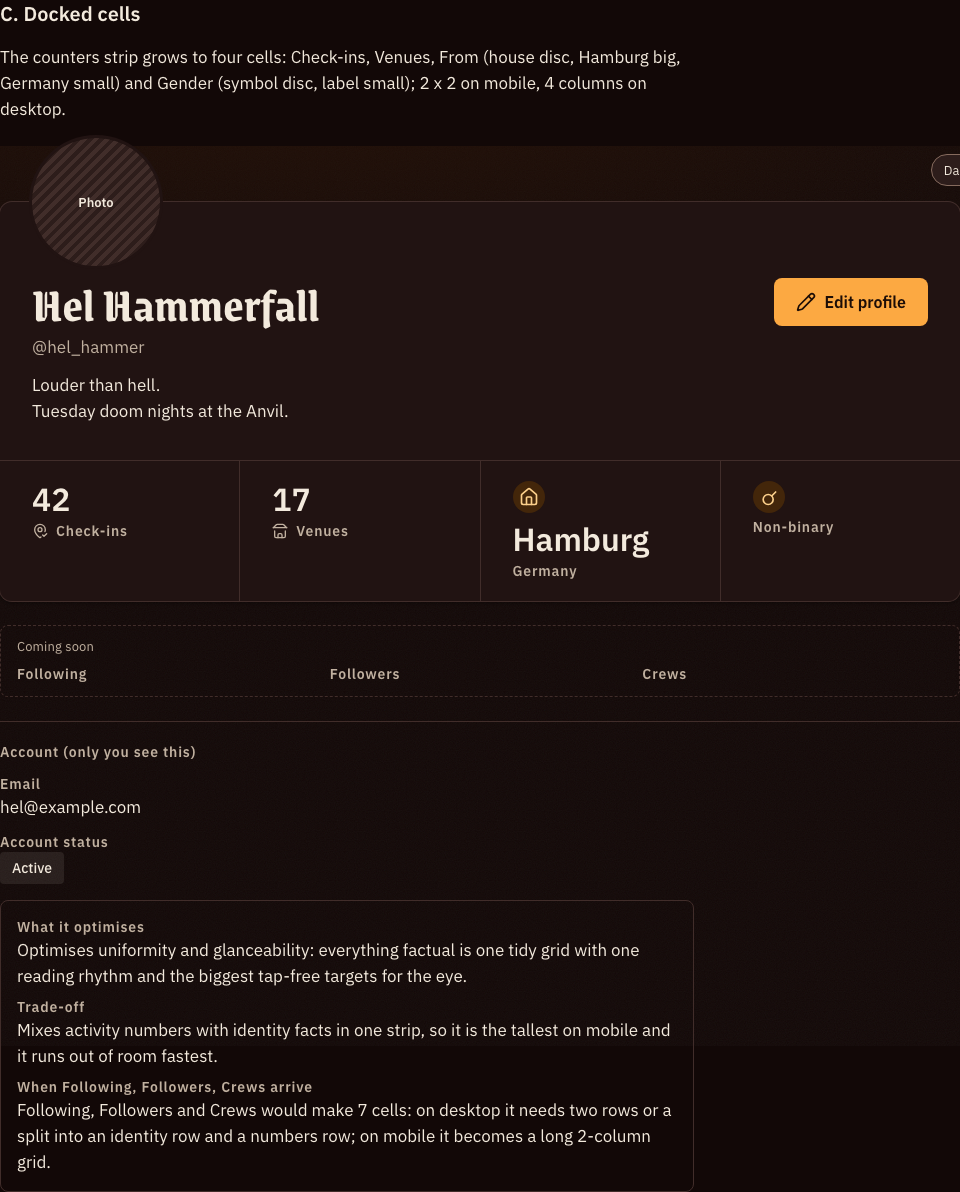 C. Docked cells
The counters strip grows to four cells: Check-ins, Venues, From (house disc, Hamburg big,
Germany small) and Gender (symbol disc, label small); 2 x 2 on mobile, 4 columns on
desktop.
Da
Photo
Hel Hammerfall
Edit profile
@hel_hammer
Louder than hell.
Tuesday doom nights at the Anvil.
42
Check-ins
17
Venues
Hamburg
Germany
Non-binary
Coming soon
Following
Followers
Crews
Account (only you see this)
Email
hel@example.com
Account status
Active
What it optimises
Optimises uniformity and glanceability: everything factual is one tidy grid with one
reading rhythm and the biggest tap-free targets for the eye.
Trade-off
Mixes activity numbers with identity facts in one strip, so it is the tallest on mobile and
it runs out of room fastest.
When Following, Followers, Crews arrive
Following, Followers and Crews would make 7 cells: on desktop it needs two rows or a
split into an identity row and a numbers row; on mobile it becomes a long 2-column
grid.